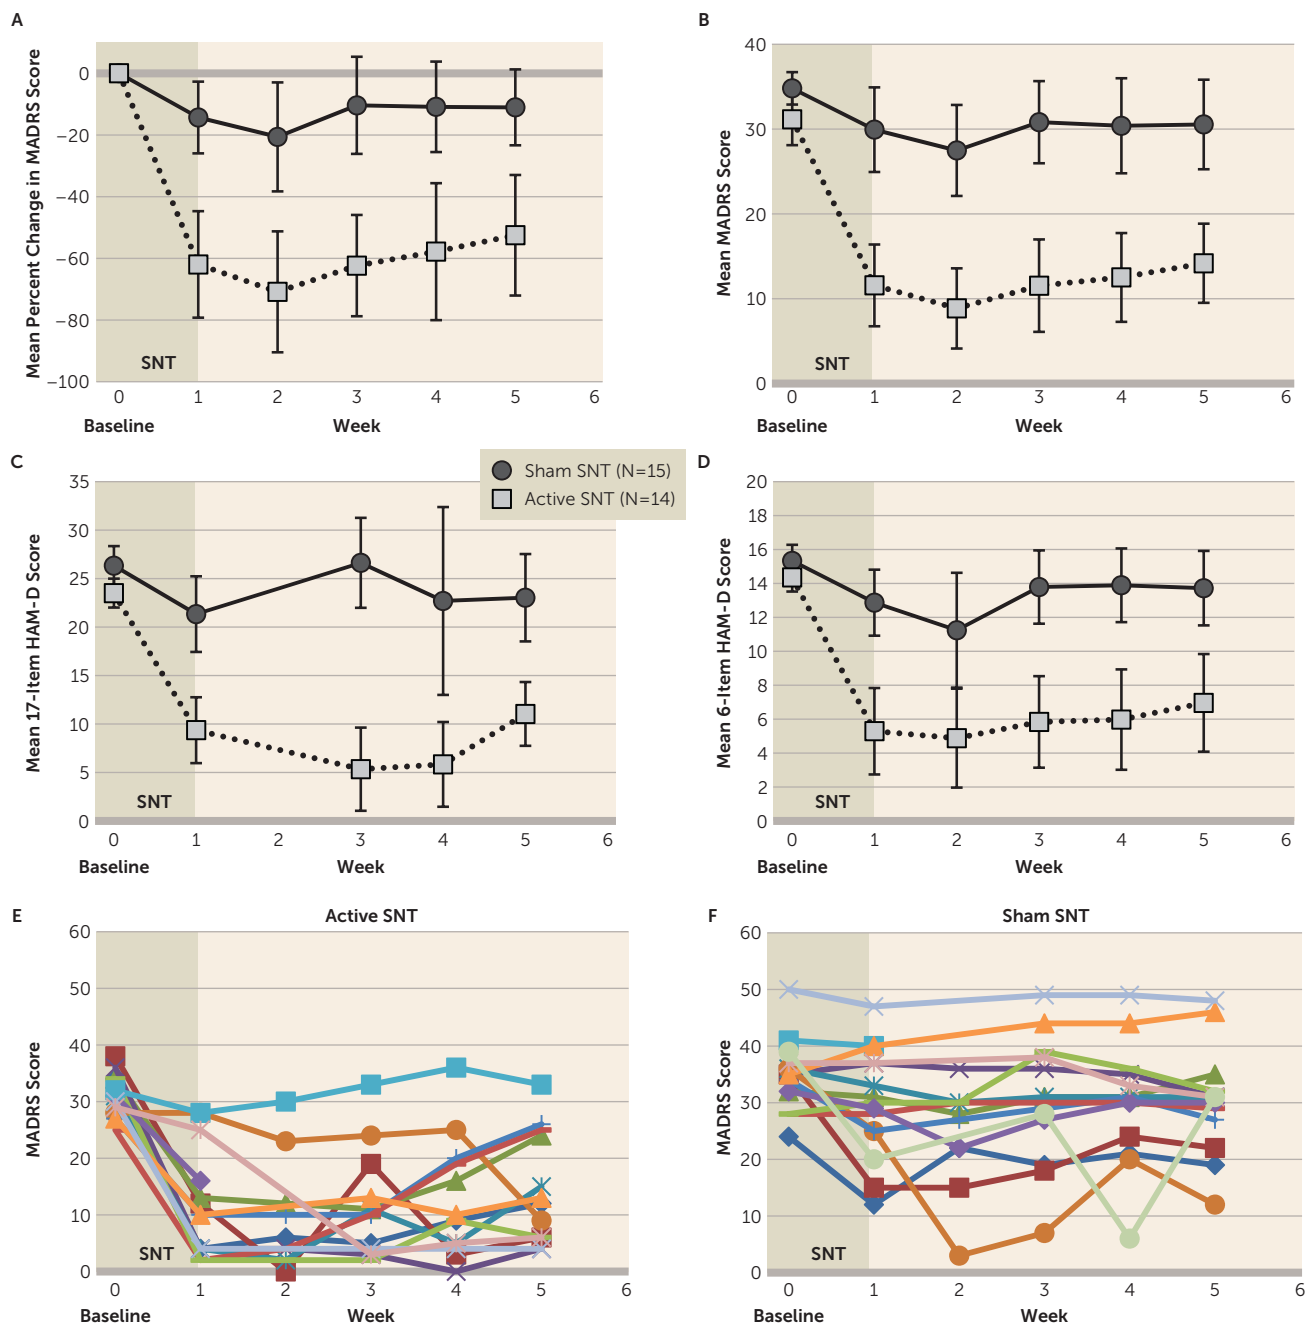 A
Mean Percent Change in MADRS Score
0
−20
−40
−60
−80
−100
SNT
0 1 2 3 4 5 6
Baseline Week
B
Mean MADRS Score
40
30
20
10
0
SNT
0 1 2 3 4 5 6
Baseline Week
C
Mean 17-Item HAM-D Score
35
30
25
20
15
10
5
0
SNT
0 1 2 3 4 5 6
Baseline Week
Sham SNT (N=15)
Active SNT (N=14)
D
Mean 6-Item HAM-D Score
20
18
16
14
12
10
8
6
4
2
0
SNT
0 1 2 3 4 5 6
Baseline Week
E
Active SNT
MADRS Score
60
50
40
30
20
10
0
SNT
0 1 2 3 4 5 6
Baseline Week
F
Sham SNT
MADRS Score
60
50
40
30
20
10
0
SNT
0 1 2 3 4 5 6
Baseline Week